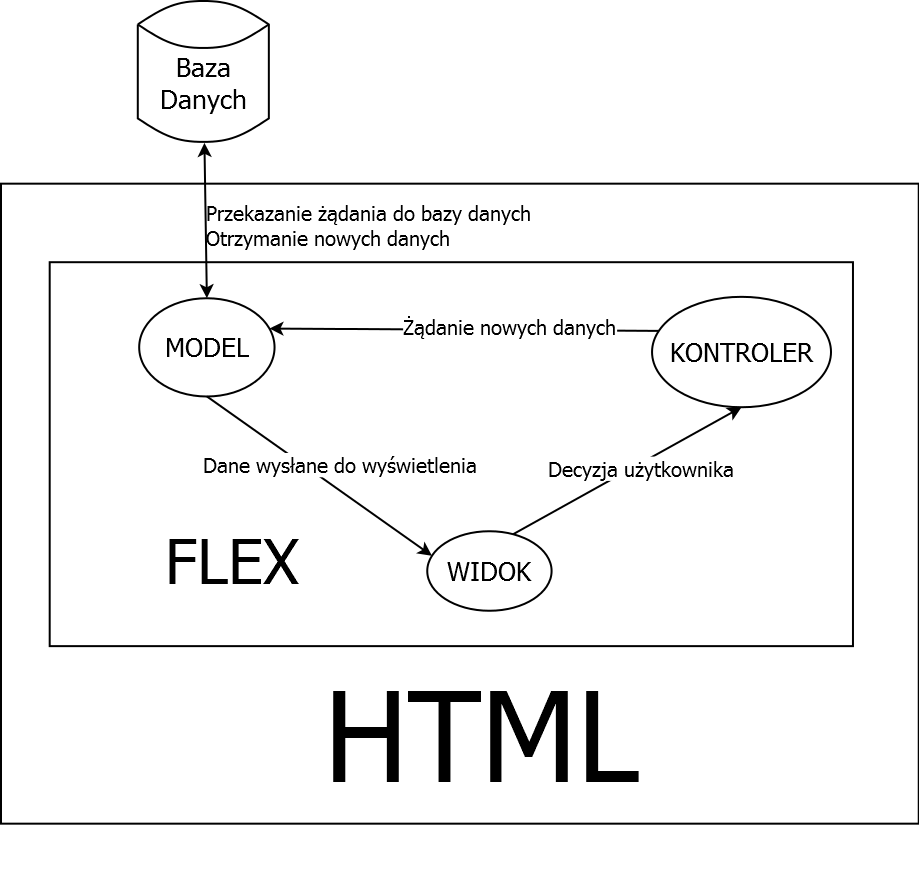 Baza
Danych
Przekazanie żądania do bazy danych
Otrzymanie nowych danych
Żądanie nowych danych
MODEL
KONTROLER
Dane wysłane do wyświetlenia
Decyzja użytkownika
FLEX
WIDOK
HTML